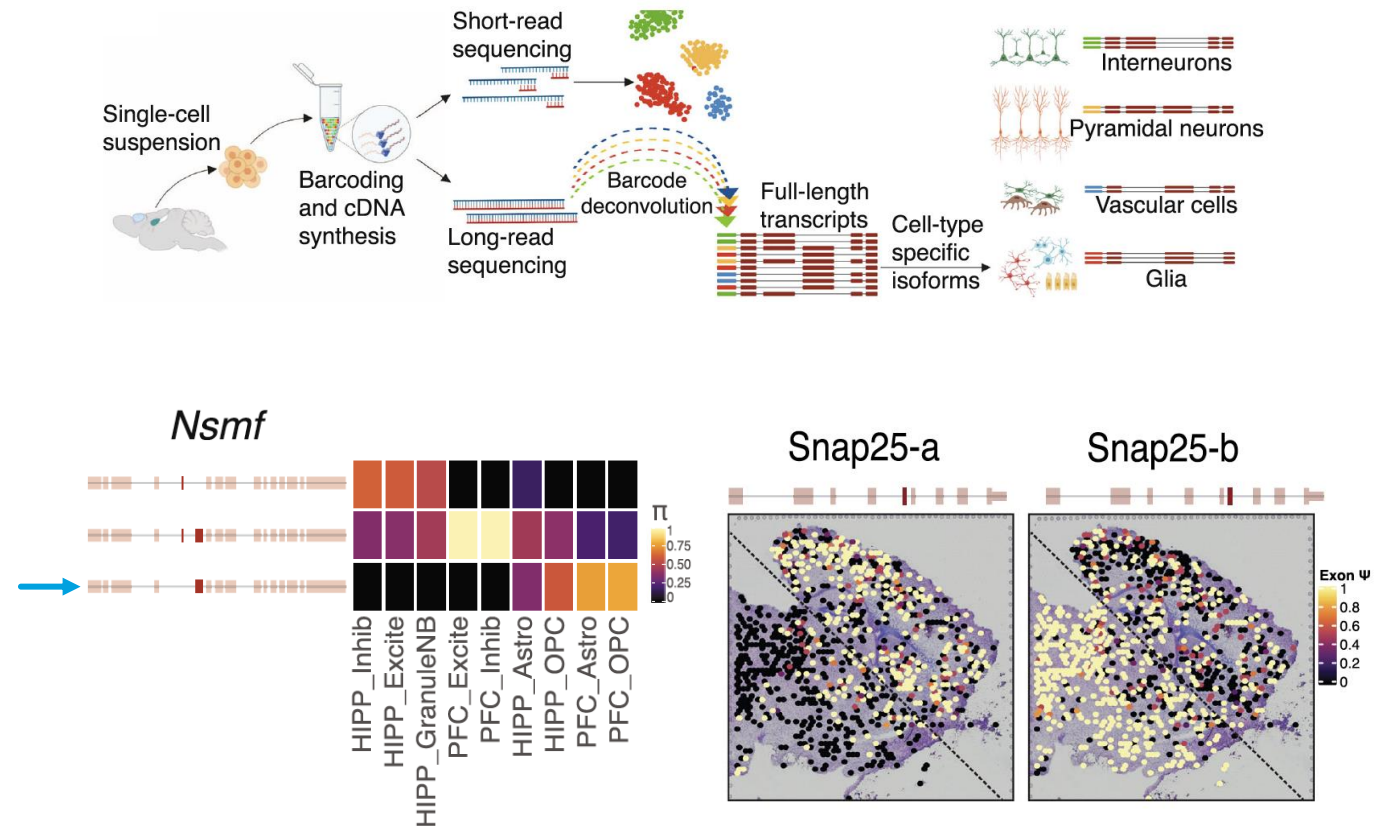 Short-read
sequencing
Single-cell
suspension
Barcoding
and cDNA
synthesis
Long-read
sequencing
Barcode
deconvolution
Full-length
transcripts
Cell-type
specific
isoforms
Interneurons
Pyramidal neurons
Vascular cells
Glia
Nsmf
π
1
0.75
0.50
0.25
0
HIPP_Inhib
HIPP_Excite
HIPP_GranuleNB
PFC_Excite
PFC_Inhib
HIPP_Astro
HIPP_OPC
PFC_Astro
PFC_OPC
Snap25-a
Snap25-b
Exon Ψ
1
0.8
0.6
0.4
0.2
0